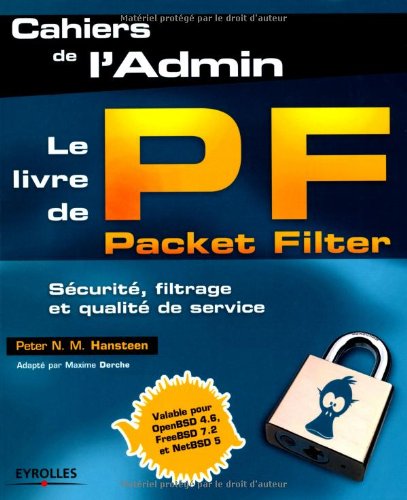 Matériel protégé par le droit d'auteur
Cahiers
de l'Admin
Le
livre
de
PF
Packet Filter
Sécurité, filtrage
et qualité de service
Peter N. M. Hansteen
Adapté par Maxime Derche
Valable pour
OpenBSD 4.6,
FreeBSD 7.2
et NetBSD 5
EYROLLES
Matériel protégé par le droit d'auteur